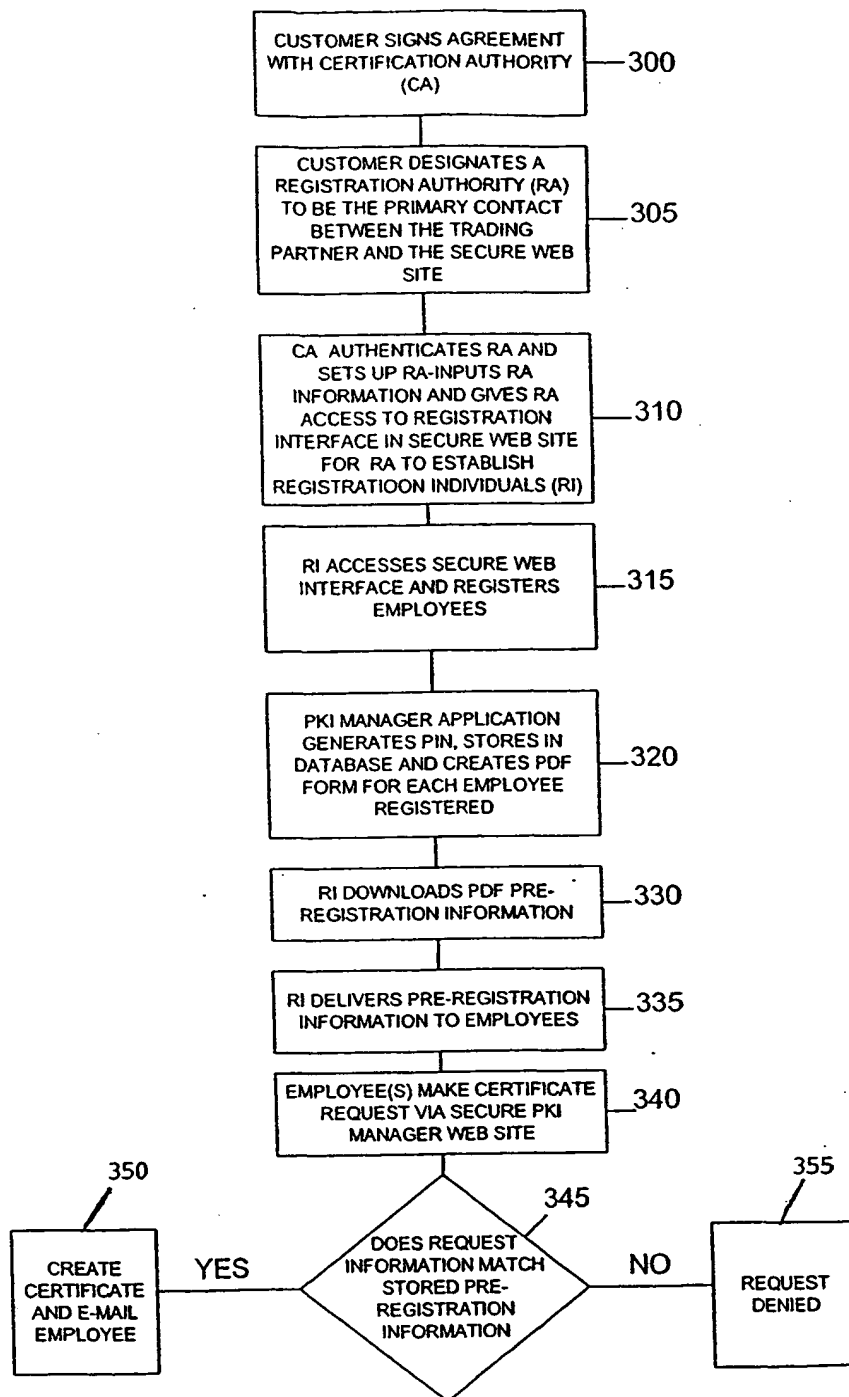 CUSTOMER SIGNS AGREEMENT
WITH CERTIFICATION AUTHORITY
(CA)
300
CUSTOMER DESIGNATES A
REGISTRATION AUTHORITY (RA)
TO BE THE PRIMARY CONTACT
BETWEEN THE TRADING
PARTNER AND THE SECURE WEB
SITE
305
CA AUTHENTICATES RA AND
SETS UP RA-INPUTS RA
INFORMATION AND GIVES RA
ACCESS TO REGISTRATION
INTERFACE IN SECURE WEB SITE
FOR RA TO ESTABLISH
REGISTRATIOON INDIVIDUALS (RI)
310
RI ACCESSES SECURE WEB
INTERFACE AND REGISTERS
EMPLOYEES
315
PKI MANAGER APPLICATION
GENERATES PIN, STORES IN
DATABASE AND CREATES PDF
FORM FOR EACH EMPLOYEE
REGISTERED
320
RI DOWNLOADS PDF PRE-
REGISTRATION INFORMATION
330
RI DELIVERS PRE-REGISTRATION
INFORMATION TO EMPLOYEES
335
EMPLOYEE(S) MAKE CERTIFICATE
REQUEST VIA SECURE PKI
MANAGER WEB SITE
340
345
DOES REQUEST
INFORMATION MATCH
STORED PRE-
REGISTRATION
INFORMATION
YES
350
CREATE
CERTIFICATE
AND E-MAIL
EMPLOYEE
NO
355
REQUEST
DENIED